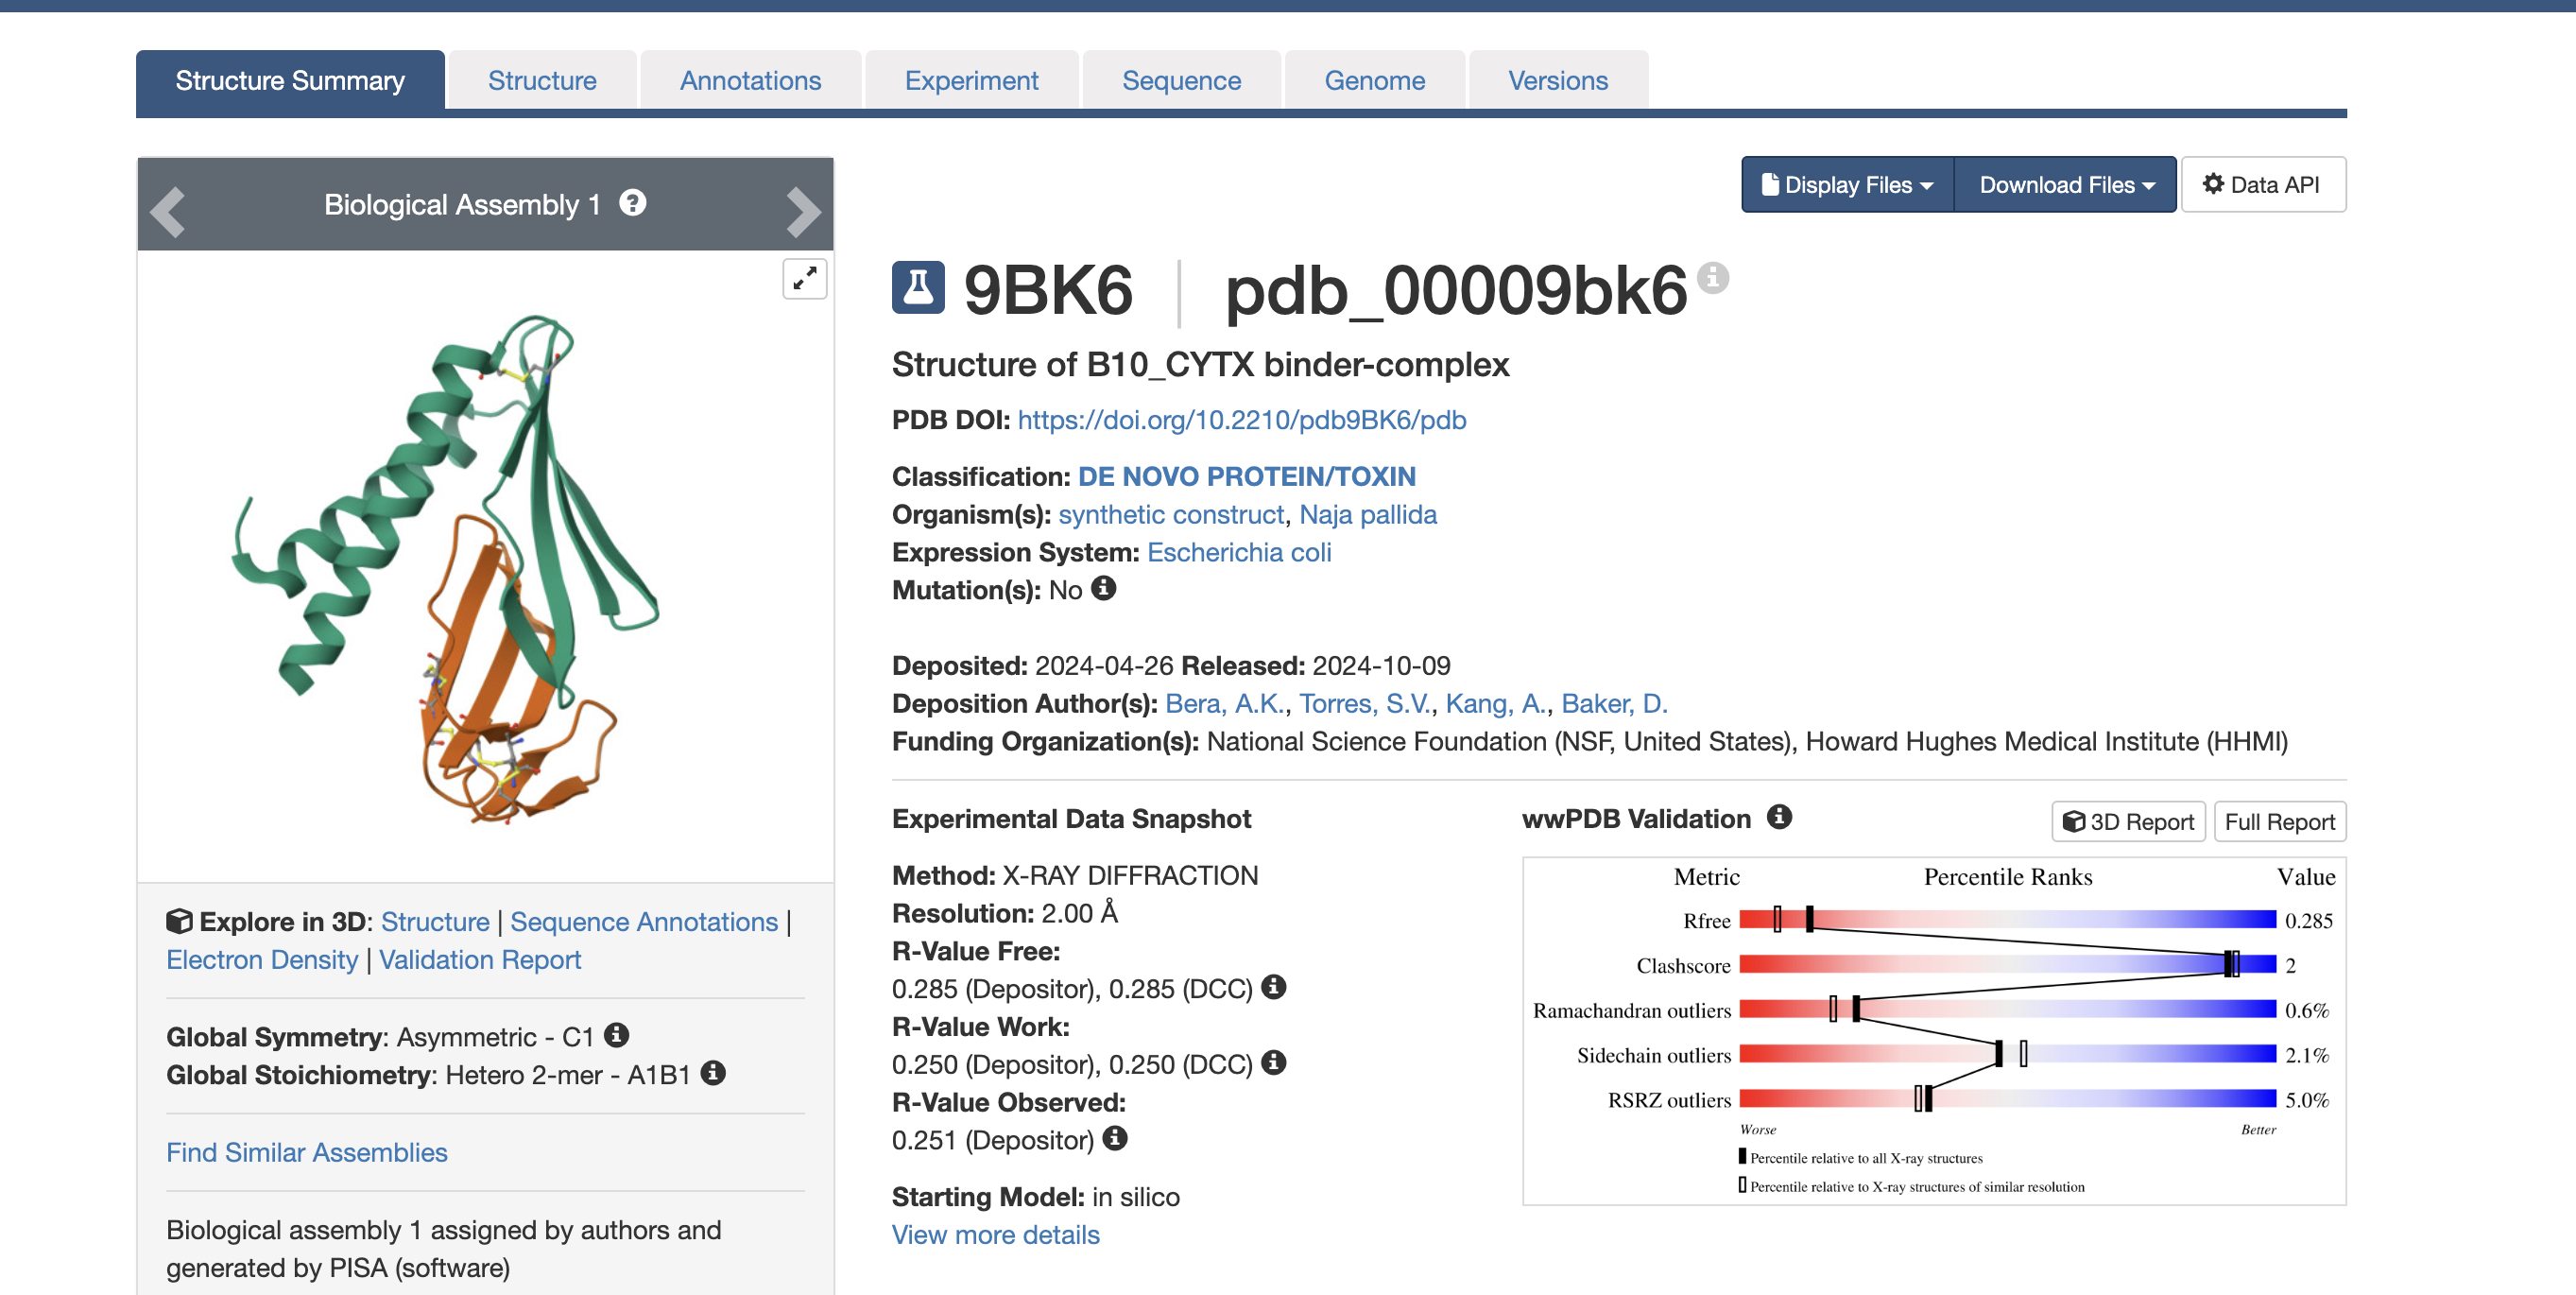 Structure Summary Structure Annotations Experiment Sequence Genome Versions
Biological Assembly 1
Display Files Download Files Data API
9BK6 | pdb_00009bk6
Structure of B10_CYTX binder-complex
PDB DOI: https://doi.org/10.2210/pdb9BK6/pdb
Classification: DE NOVO PROTEIN/TOXIN
Organism(s): synthetic construct, Naja pallida
Expression System: Escherichia coli
Mutation(s): No
Deposited: 2024-04-26 Released: 2024-10-09
Deposition Author(s): Bera, A.K., Torres, S.V., Kang, A., Baker, D.
Funding Organization(s): National Science Foundation (NSF, United States), Howard Hughes Medical Institute (HHMI)
Explore in 3D: Structure | Sequence Annotations |
Electron Density | Validation Report
Global Symmetry: Asymmetric - C1
Global Stoichiometry: Hetero 2-mer - A1B1
Find Similar Assemblies
Biological assembly 1 assigned by authors and
generated by PISA (software)
Experimental Data Snapshot
Method: X-RAY DIFFRACTION
Resolution: 2.00 Å
R-Value Free:
0.285 (Depositor), 0.285 (DCC)
R-Value Work:
0.250 (Depositor), 0.250 (DCC)
R-Value Observed:
0.251 (Depositor)
Starting Model: in silico
View more details
wwPDB Validation 3D Report Full Report
Metric Percentile Ranks Value
Rfree 0.285
Clashscore 2
Ramachandran outliers 0.6%
Sidechain outliers 2.1%
RSRZ outliers 5.0%
Worse Better
Percentile relative to all X-ray structures
Percentile relative to X-ray structures of similar resolution